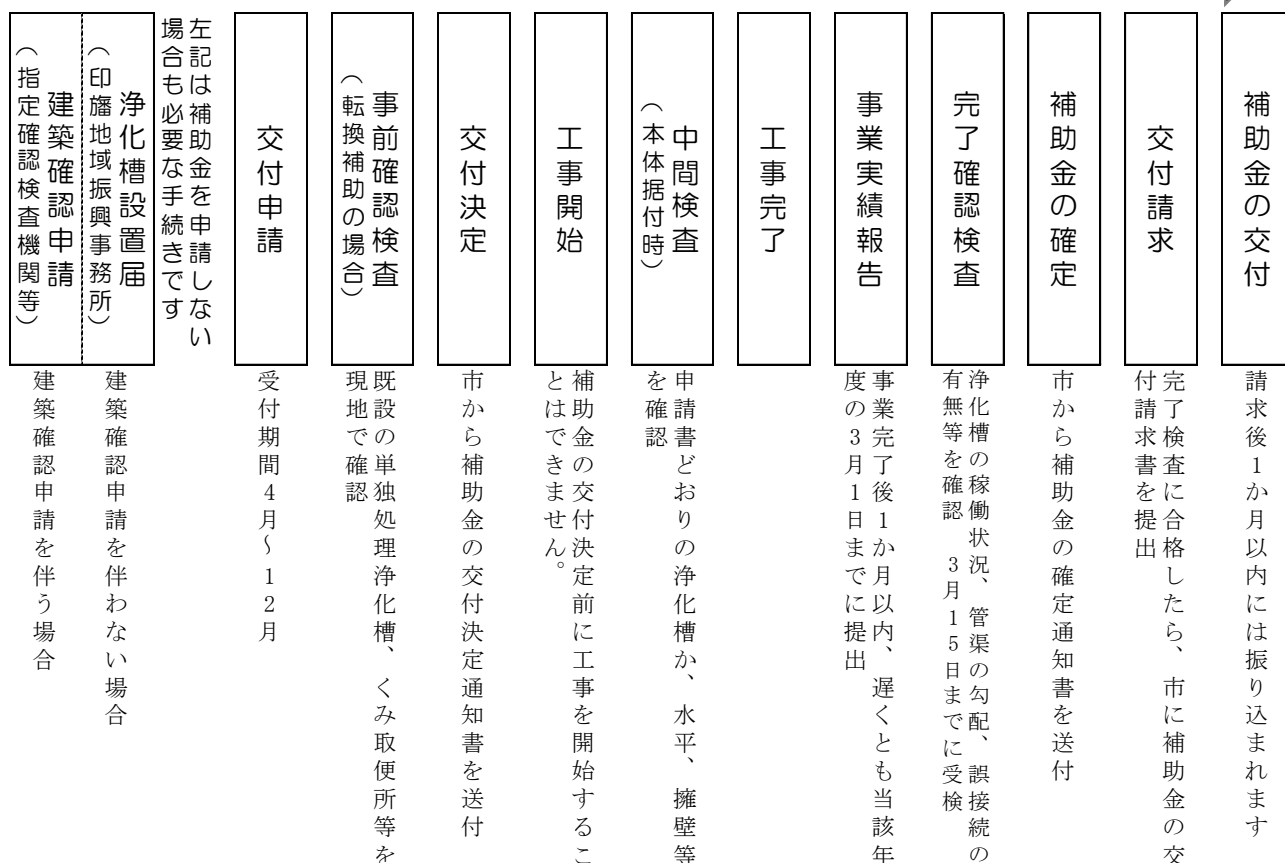 補助金の交付
請求後1か月以内には振り込まれます
交付請求
完了検査に合格したら、市に補助金の交
付請求書を提出
補助金の確定
市から補助金の確定通知書を送付
完了確認検査
浄化槽の稼働状況、管渠の勾配、誤接続の
有無等を確認　3月15日までに受検
事業実績報告
事業完了後1か月以内、遅くとも当該年
度の3月1日までに提出
工事完了
中間検査
（本体据付時）
申請書どおりの浄化槽か、水平、擁壁等
を確認
工事開始
補助金の交付決定前に工事を開始するこ
とはできません。
交付決定
市から補助金の交付決定通知書を送付
事前確認検査
（転換補助の場合）
既設の単独処理浄化槽、くみ取便所等を
現地で確認
交付申請
受付期間4月～12月
左記は補助金を申請しない
場合も必要な手続きです
浄化槽設置届
（印旛地域振興事務所）
建築確認申請を伴わない場合
建築確認申請
（指定確認検査機関等）
建築確認申請を伴う場合